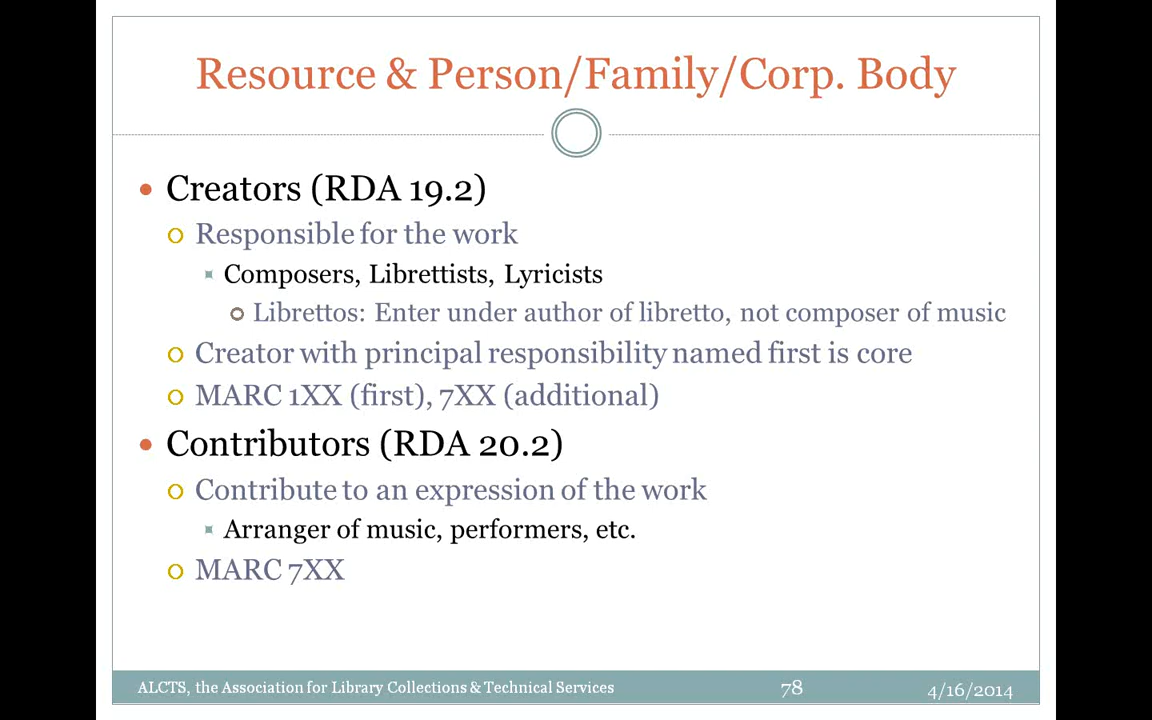 Resource & Person/Family/Corp. Body
Creators (RDA 19.2)
Responsible for the work
Composers, Librettists, Lyricists
Librettos: Enter under author of libretto, not composer of music
Creator with principal responsibility named first is core
MARC 1XX (first), 7XX (additional)
Contributors (RDA 20.2)
Contribute to an expression of the work
Arranger of music, performers, etc.
MARC 7XX
ALCTS, the Association for Library Collections & Technical Services 78 4/16/2014